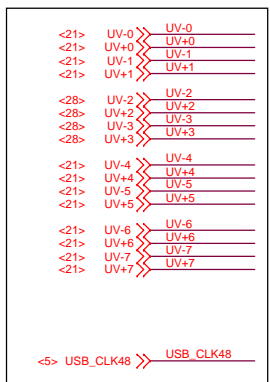 <21> UV-0 UV-0
<21> UV+0 UV+0
<21> UV-1 UV-1
<21> UV+1 UV+1
<28> UV-2 UV-2
<28> UV+2 UV+2
<28> UV-3 UV-3
<28> UV+3 UV+3
<21> UV-4 UV-4
<21> UV+4 UV+4
<21> UV-5 UV-5
<21> UV+5 UV+5
<21> UV-6 UV-6
<21> UV+6 UV+6
<21> UV-7 UV-7
<21> UV+7 UV+7
<5> USB_CLK48 USB_CLK48